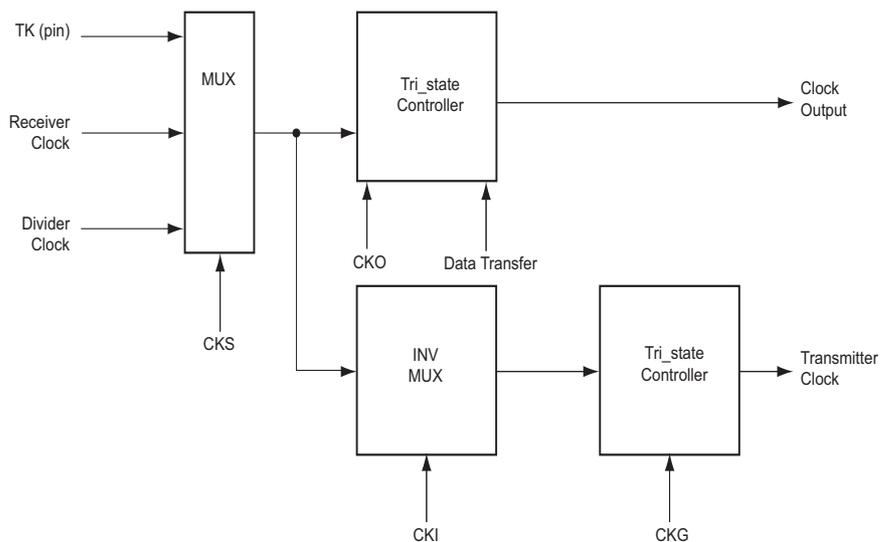 TK (pin)
MUX
Tri_state
Controller
Clock
Output
Receiver
Clock
Divider
Clock
CKO
Data Transfer
CKS
INV
MUX
Tri_state
Controller
Transmitter
Clock
CKI
CKG